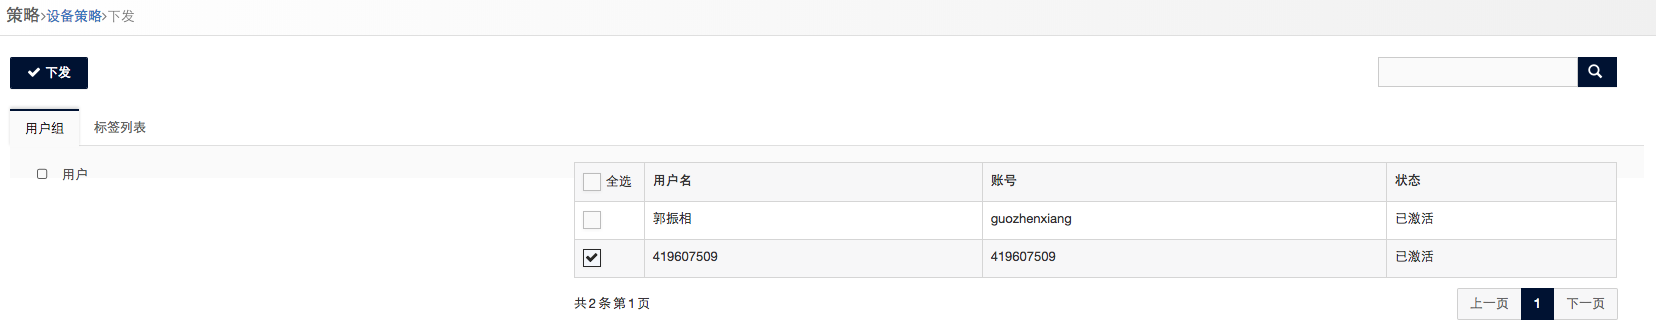 策略>设备策略>下发
下发
用户组 标签列表
用户
全选 用户名 账号 状态
郭振相 guozhenxiang 已激活
419607509 419607509 已激活
共2条第1页 上一页 1 下一页